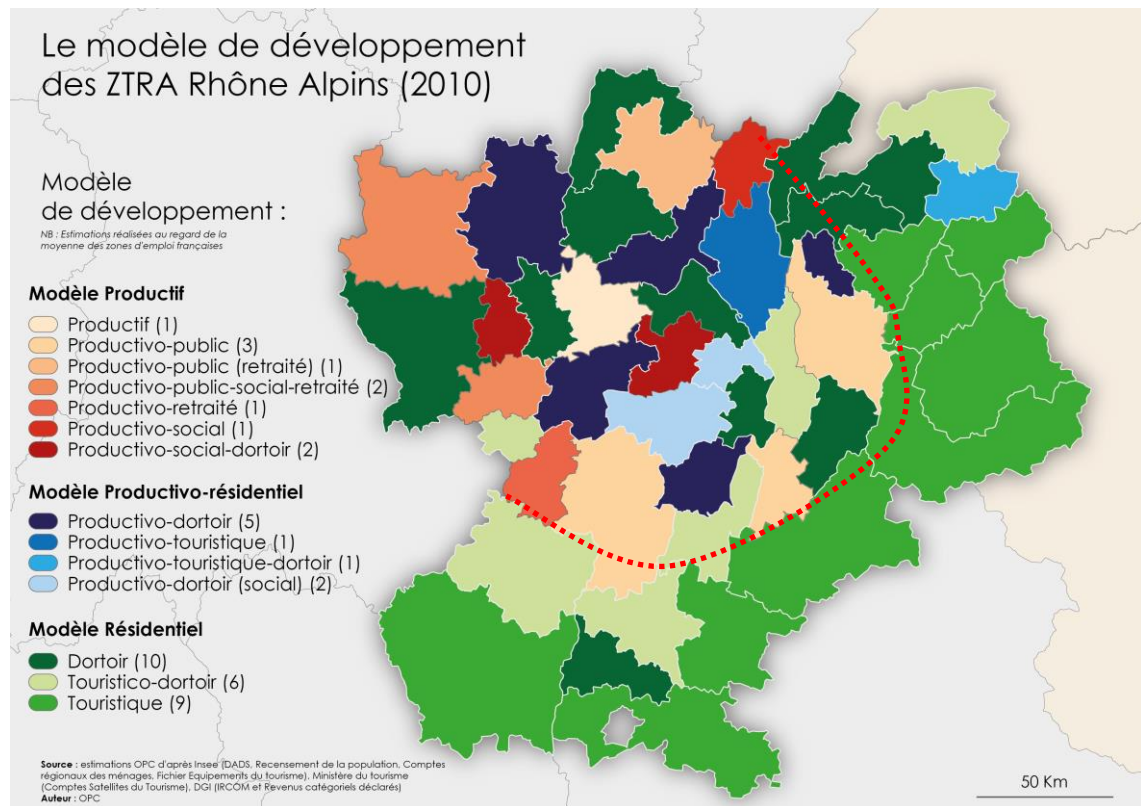 Le modèle de développement
des ZTRA Rhône Alpins (2010)
Modèle
de développement :
NB : Estimations réalisées au regard de la
moyenne des zones d'emploi françaises
Modèle Productif
Productif (1)
Productivo-public (3)
Productivo-public (retraité) (1)
Productivo-public-social-retraité (2)
Productivo-retraité (1)
Productivo-social (1)
Productivo-social-dortoir (2)
Modèle Productivo-résidentiel
Productivo-dortoir (5)
Productivo-touristique (1)
Productivo-touristique-dortoir (1)
Productivo-dortoir (social) (2)
Modèle Résidentiel
Dortoir (10)
Touristico-dortoir (6)
Touristique (9)
Source : estimations OPC d'après Insee (DADS, Recensement de la population, Comptes
régionaux des ménages, Fichier Equipements du tourisme), Ministère du tourisme
(Comptes Satellites du Tourisme), DGI (IRCOM et Revenus catégoriels déclarés)
Auteur : OPC
50 Km